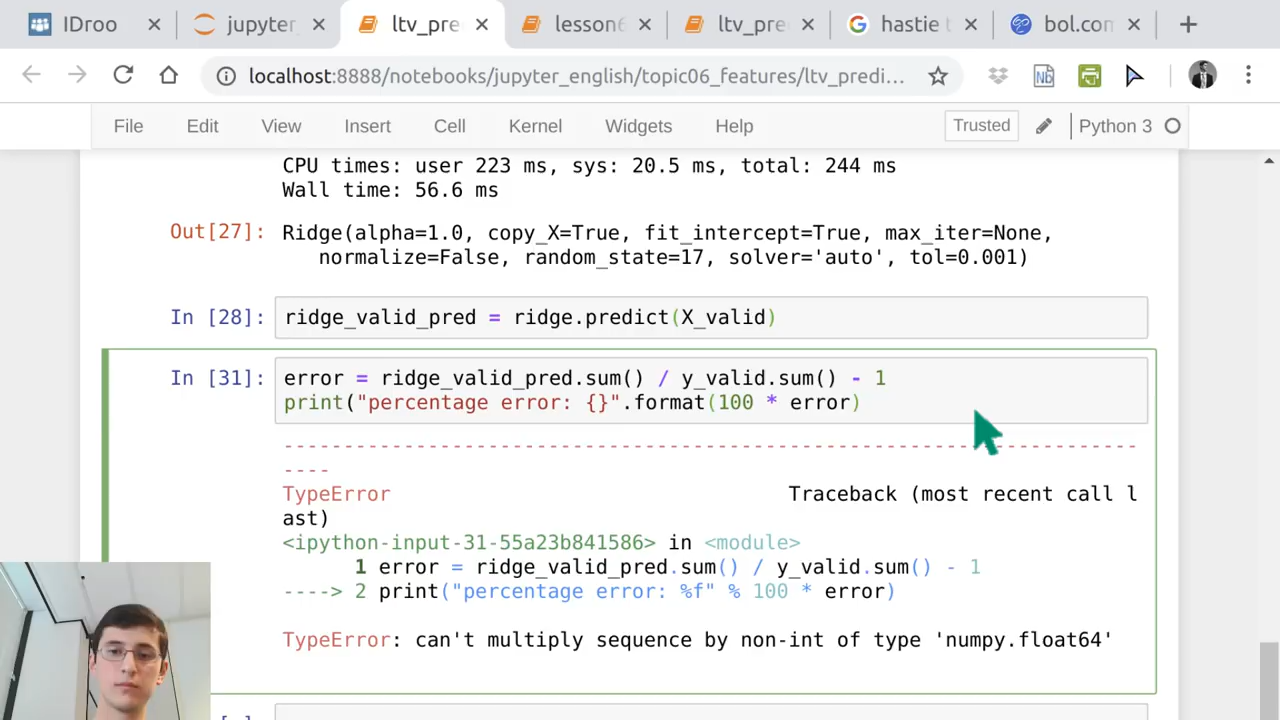 IDroo
jupyter_
ltv_pre
lesson6
ltv_pre
hastie t
bol.com
localhost:8888/notebooks/jupyter_english/topic06_features/ltv_predi…
Nb
File Edit View Insert Cell Kernel Widgets Help Trusted Python 3
CPU times: user 223 ms, sys: 20.5 ms, total: 244 ms
Wall time: 56.6 ms
Out[27]: Ridge(alpha=1.0, copy_X=True, fit_intercept=True, max_iter=None,
normalize=False, random_state=17, solver='auto', tol=0.001)
In [28]: ridge_valid_pred = ridge.predict(X_valid)
In [31]: error = ridge_valid_pred.sum() / y_valid.sum() - 1
print("percentage error: {}".format(100 * error)
-----------------------------------------------------------------------
----
TypeError Traceback (most recent call l
ast)
<ipython-input-31-55a23b841586> in <module>
1 error = ridge_valid_pred.sum() / y_valid.sum() - 1
----> 2 print("percentage error: %f" % 100 * error)
TypeError: can't multiply sequence by non-int of type 'numpy.float64'